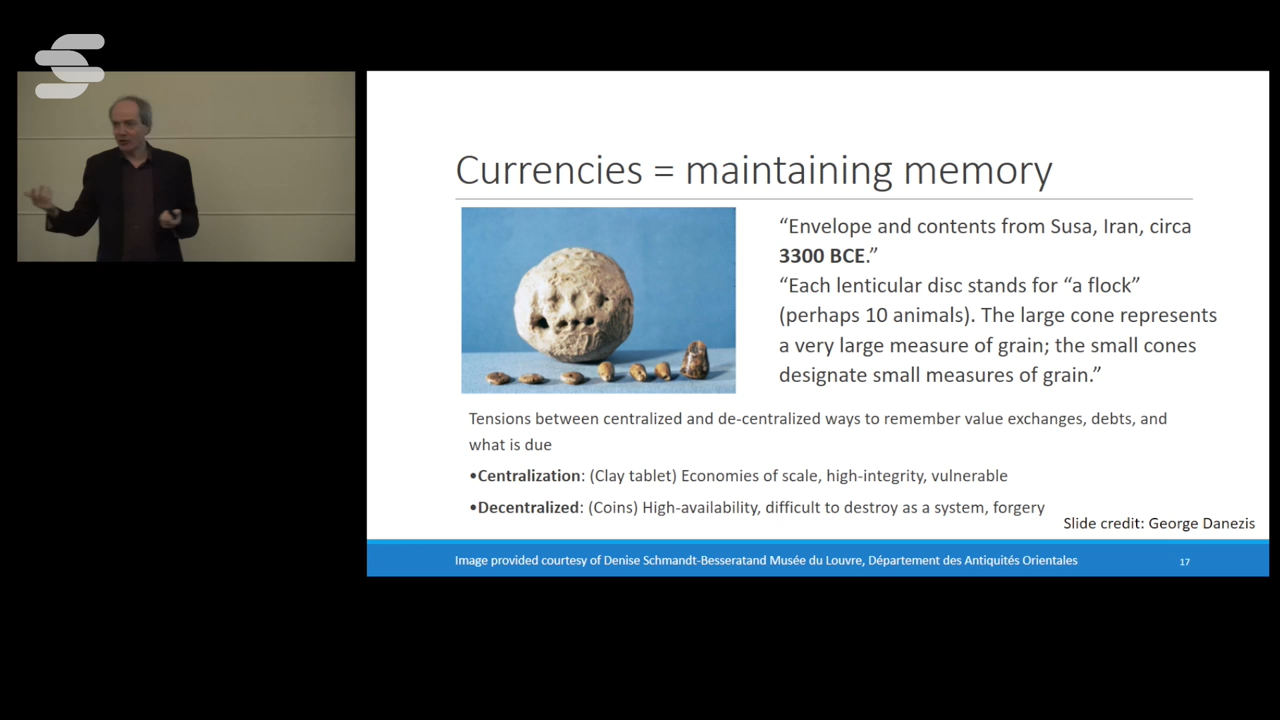 Currencies = maintaining memory
“Envelope and contents from Susa, Iran, circa
3300 BCE.”
“Each lenticular disc stands for “a flock”
(perhaps 10 animals). The large cone represents
a very large measure of grain; the small cones
designate small measures of grain.”
Tensions between centralized and de-centralized ways to remember value exchanges, debts, and
what is due
•Centralization: (Clay tablet) Economies of scale, high-integrity, vulnerable
•Decentralized: (Coins) High-availability, difficult to destroy as a system, forgery
Slide credit: George Danezis
Image provided courtesy of Denise Schmandt-Besseratand Musée du Louvre, Département des Antiquités Orientales
17